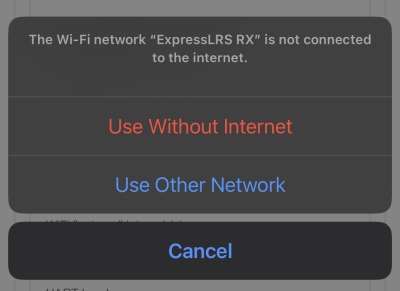 The Wi-Fi network “ExpressLRS RX” is not connected
to the internet.
Use Without Internet
Use Other Network
Cancel